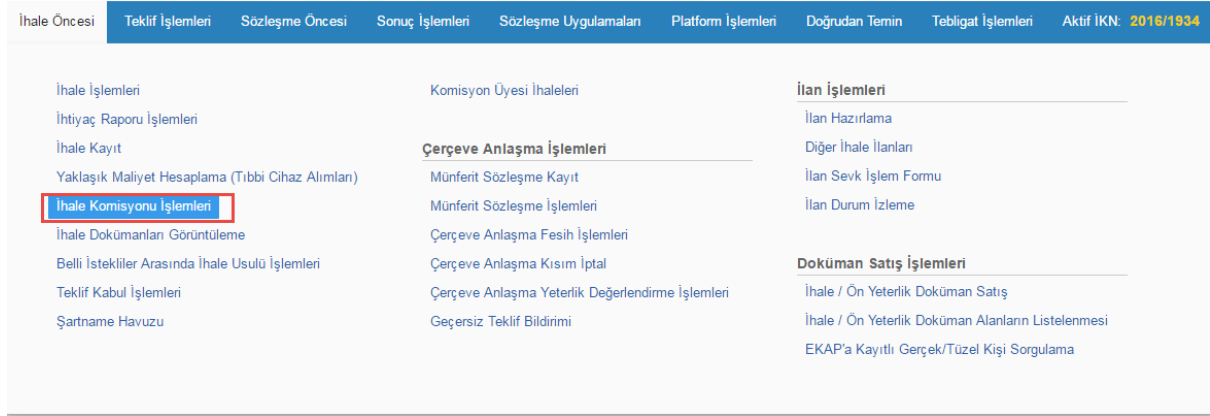 İhale Öncesi Teklif İşlemleri Sözleşme Öncesi Sonuç İşlemleri Sözleşme Uygulamaları Platform İşlemleri Doğrudan Temin Tebligat İşlemleri Aktif İKN: 2016/1934
İhale İşlemleri
İhtiyaç Raporu İşlemleri
İhale Kayıt
Yaklaşık Maliyet Hesaplama (Tıbbi Cihaz Alımları)
İhale Komisyonu İşlemleri
İhale Dokümanları Görüntüleme
Belli İstekliler Arasında İhale Usulü İşlemleri
Teklif Kabul İşlemleri
Şartname Havuzu
Komisyon Üyesi İhaleleri
Çerçeve Anlaşma İşlemleri
Münferit Sözleşme Kayıt
Münferit Sözleşme İşlemleri
Çerçeve Anlaşma Fesih İşlemleri
Çerçeve Anlaşma Kısım İptal
Çerçeve Anlaşma Yeterlik Değerlendirme İşlemleri
Geçersiz Teklif Bildirimi
İlan İşlemleri
İlan Hazırlama
Diğer İhale İlanları
İlan Sevk İşlem Formu
İlan Durum İzleme
Doküman Satış İşlemleri
İhale / Ön Yeterlik Doküman Satış
İhale / Ön Yeterlik Doküman Alanların Listelenmesi
EKAP'a Kayıtlı Gerçek/Tüzel Kişi Sorgulama